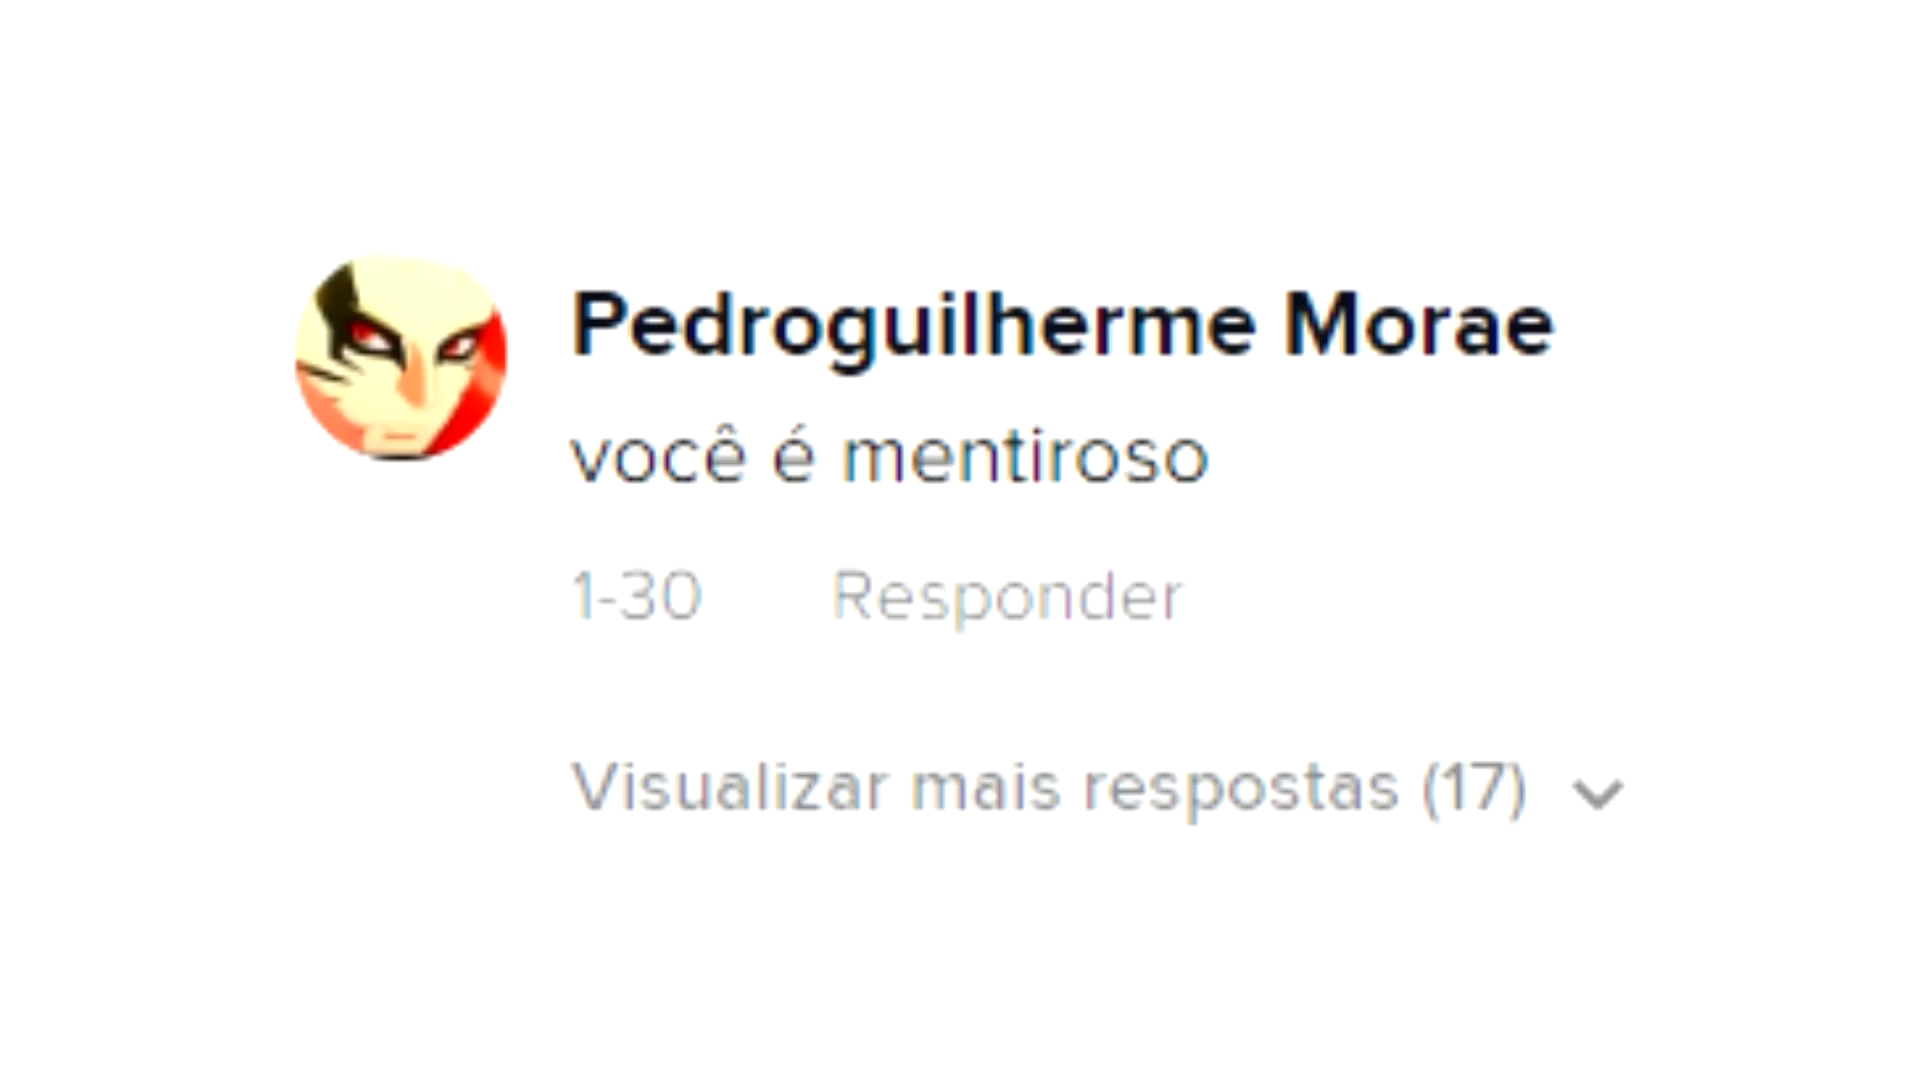 Pedroguilherme Morae
você é mentiroso
1-30 Responder
Visualizar mais respostas (17)